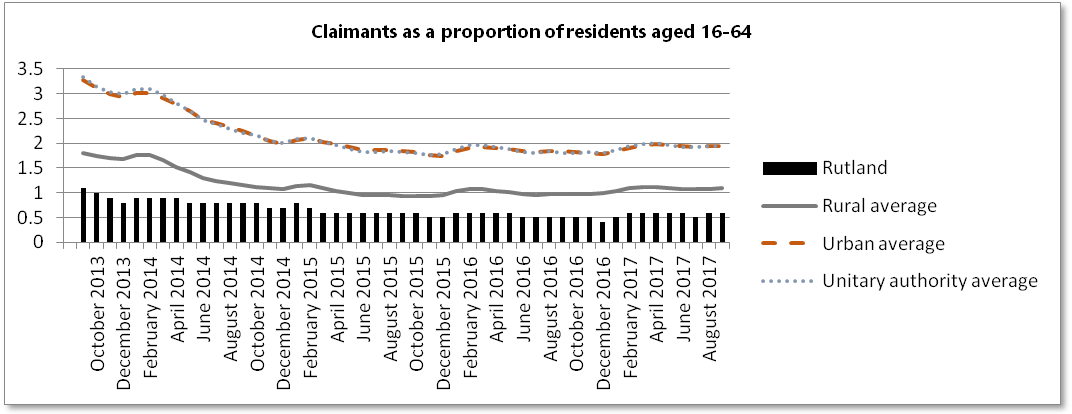 Claimants as a proportion of residents aged 16-64
3.5
3
2.5
2
1.5
1
0.5
0
October 2013
December 2013
February 2014
April 2014
June 2014
August 2014
October 2014
December 2014
February 2015
April 2015
June 2015
August 2015
October 2015
December 2015
February 2016
April 2016
June 2016
August 2016
October 2016
December 2016
February 2017
April 2017
June 2017
August 2017
Rutland
Rural average
Urban average
Unitary authority average